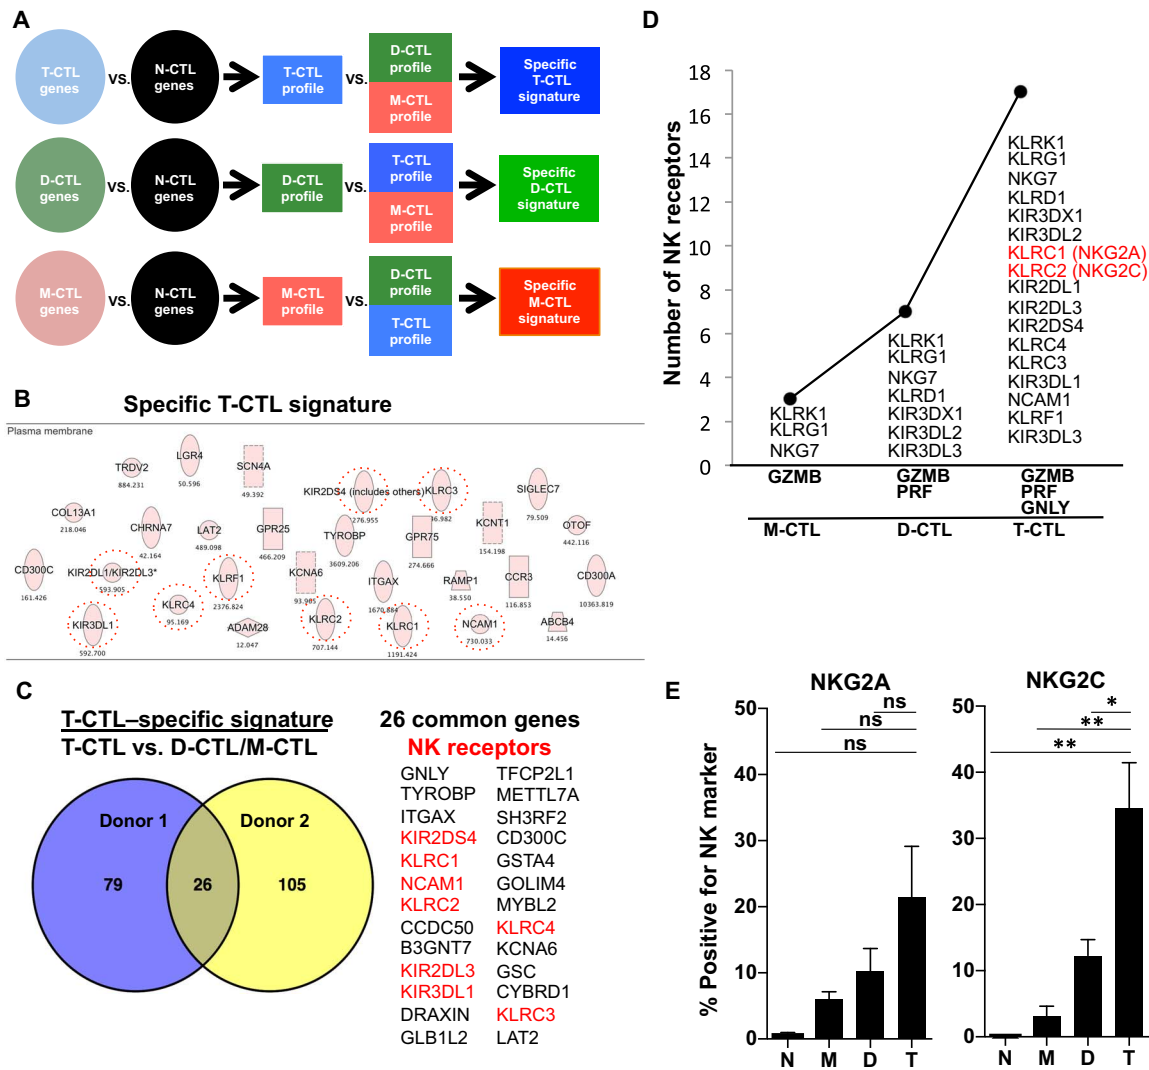 A
T-CTL
genes
vs.
N-CTL
genes
T-CTL
profile
vs.
D-CTL
profile
M-CTL
profile
Specific
T-CTL
signature
D-CTL
genes
vs.
N-CTL
genes
D-CTL
profile
vs.
T-CTL
profile
M-CTL
profile
Specific
D-CTL
signature
M-CTL
genes
vs.
N-CTL
genes
M-CTL
profile
vs.
D-CTL
profile
T-CTL
profile
Specific
M-CTL
signature
B
Specific T-CTL signature
Plasma membrane
TRDV2
884.231
LGR4
50.596
SCN4A
49.392
KIR2DS4 (includes others)
276.955
KLRC3
SIGLEC7
79.509
COL13A1
218.046
CHRNA7
42.164
LAT2
489.098
GPR25
466.209
TYROBP
3609.206
GPR75
274.666
KCNT1
154.198
OTOF
442.116
CD300C
161.426
KIR2DL1/KIR2DL3*
593.905
KLRF1
2376.824
KCNA6
93.985
ITGAX
1670.884
RAMP1
38.550
CCR3
116.853
CD300A
10363.819
KLRC4
95.169
KIR3DL1
592.700
ADAM28
12.047
KLRC2
707.144
KLRC1
1191.424
NCAM1
730.033
ABCB4
14.456
C
T-CTL–specific signature
T-CTL vs. D-CTL/M-CTL
Donor 1
Donor 2
79
26
105
26 common genes
NK receptors
GNLY
TYROBP
ITGAX
KIR2DS4
KLRC1
NCAM1
KLRC2
CCDC50
B3GNT7
KIR2DL3
KIR3DL1
DRAXIN
GLB1L2
TFCP2L1
METTL7A
SH3RF2
CD300C
GSTA4
GOLIM4
MYBL2
KLRC4
KCNA6
GSC
CYBRD1
KLRC3
LAT2
D
Number of NK receptors
18
16
14
12
10
8
6
4
2
0
KLRK1
KLRG1
NKG7
KLRK1
KLRG1
NKG7
KLRD1
KIR3DX1
KIR3DL2
KIR3DL3
KLRK1
KLRG1
NKG7
KLRD1
KIR3DX1
KIR3DL2
KLRC1 (NKG2A)
KLRC2 (NKG2C)
KIR2DL1
KIR2DL3
KIR2DS4
KLRC4
KLRC3
KIR3DL1
NCAM1
KLRF1
KIR3DL3
GZMB
GZMB
PRF
GZMB
PRF
GNLY
M-CTL
D-CTL
T-CTL
E
% Positive for NK marker
NKG2A
50
40
30
20
10
0
ns
ns
ns
N
M
D
T
NKG2C
50
40
30
20
10
0
*
**
**
N
M
D
T